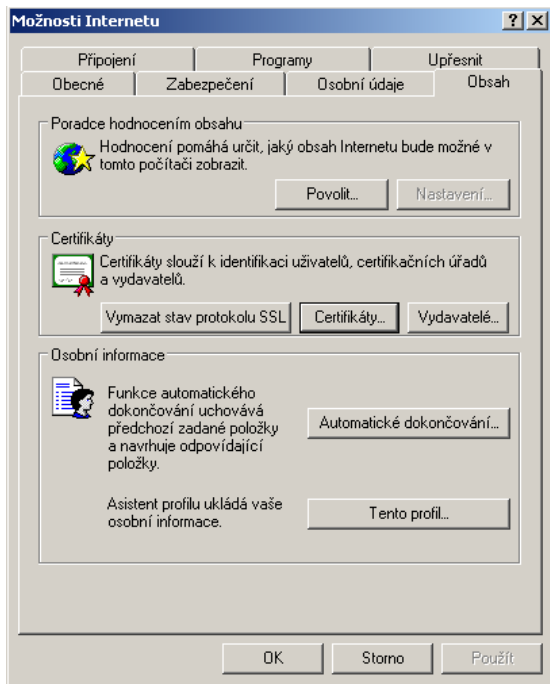 Možnosti Internetu
Připojení
Programy
Upřesnit
Obecné
Zabezpečení
Osobní údaje
Obsah
Poradce hodnocením obsahu
Hodnocení pomáhá určit, jaký obsah Internetu bude možné v
tomto počítači zobrazit.
Povolit...
Nastavení...
Certifikáty
Certifikáty slouží k identifikaci uživatelů, certifikačních úřadů
a vydavatelů.
Vymazat stav protokolu SSL
Certifikáty...
Vydavatelé...
Osobní informace
Funkce automatického
dokončování uchovává
předchozí zadané položky
a navrhuje odpovídající
položky.
Automatické dokončování...
Asistent profilu ukládá vaše
osobní informace.
Tento profil...
OK
Storno
Použít